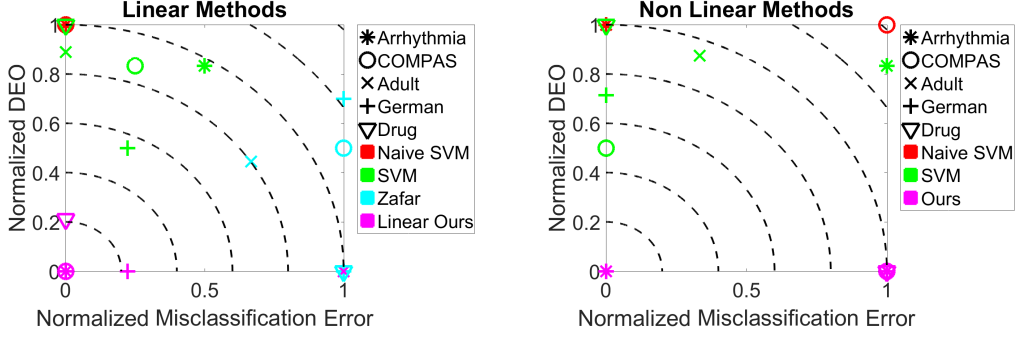 Linear Methods
1
0.8
0.6
0.4
0.2
0
Normalized DEO
0
0.5
1
Normalized Misclassification Error
Arrhythmia
COMPAS
Adult
German
Drug
Naive SVM
SVM
Zafar
Linear Ours
Non Linear Methods
1
0.8
0.6
0.4
0.2
0
Normalized DEO
0
0.5
1
Normalized Misclassification Error
Arrhythmia
COMPAS
Adult
German
Drug
Naive SVM
SVM
Ours